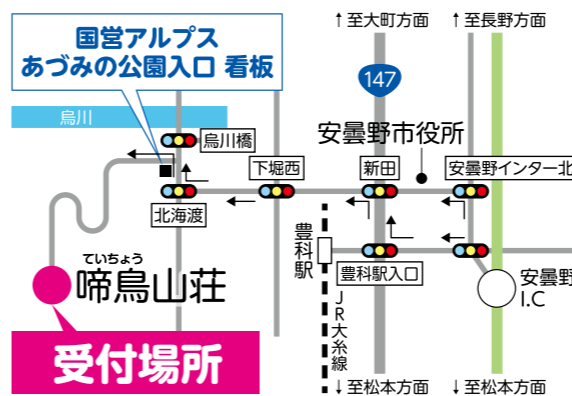 国営アルプス
あづみの公園入口 看板
↑至大町方面
↑至長野方面
147
烏川
烏川橋
安曇野市役所
下堀西
新田
安曇野インター北
北海渡
豊科駅
豊科駅入口
安曇野
I.C
ていちょう
啼鳥山荘
JR大糸線
受付場所
↓至松本方面
↓至松本方面